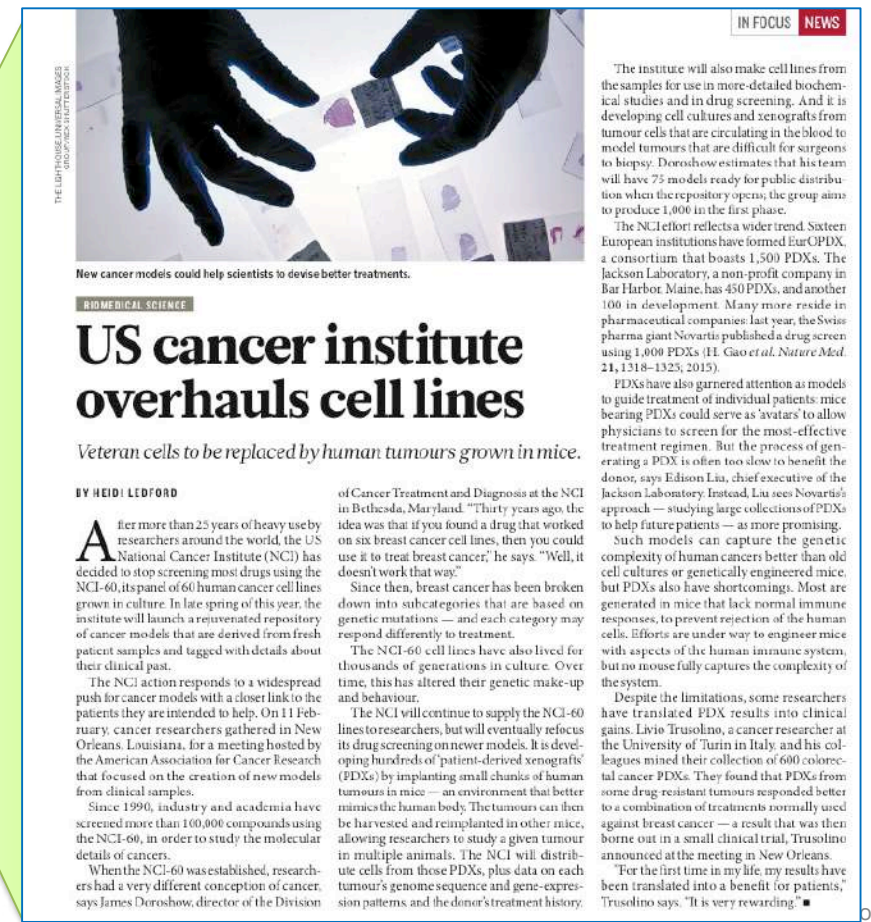 IN FOCUS NEWS
THE LIGHTHOUSE/UNIVERSAL IMAGES
GROUP/REX SHUTTERSTOCK
New cancer models could help scientists to devise better treatments.
BIOMEDICAL SCIENCE
US cancer institute
overhauls cell lines
Veteran cells to be replaced by human tumours grown in mice.
BY HEIDI LEDFORD
After more than 25 years of heavy use by
researchers around the world, the US
National Cancer Institute (NCI) has
decided to stop screening most drugs using the
NCI-60, its panel of 60 human cancer cell lines
grown in culture. In late spring of this year, the
institute will launch a rejuvenated repository
of cancer models that are derived from fresh
patient samples and tagged with details about
their clinical past.
The NCI action responds to a widespread
push for cancer models with a closer link to the
patients they are intended to help. On 11 Feb-
ruary, cancer researchers gathered in New
Orleans, Louisiana, for a meeting hosted by
the American Association for Cancer Research
that focused on the creation of new models
from clinical samples.
Since 1990, industry and academia have
screened more than 100,000 compounds using
the NCI-60, in order to study the molecular
details of cancers.
When the NCI-60 was established, research-
ers had a very different conception of cancer,
says James Doroshow, director of the Division
of Cancer Treatment and Diagnosis at the NCI
in Bethesda, Maryland. “Thirty years ago, the
idea was that if you found a drug that worked
on six breast cancer cell lines, then you could
use it to treat breast cancer,” he says. “Well, it
doesn't work that way.”
Since then, breast cancer has been broken
down into subcategories that are based on
genetic mutations — and each category may
respond differently to treatment.
The NCI-60 cell lines have also lived for
thousands of generations in culture. Over
time, this has altered their genetic make-up
and behaviour.
The NCI will continue to supply the NCI-60
lines to researchers, but will eventually refocus
its drug screening on newer models. It is devel-
oping hundreds of ‘patient-derived xenografts’
(PDXs) by implanting small chunks of human
tumours in mice — an environment that better
mimics the human body. The tumours can then
be harvested and reimplanted in other mice,
allowing researchers to study a given tumour
in multiple animals. The NCI will distrib-
ute cells from those PDXs, plus data on each
tumour's genome sequence and gene-expres-
sion patterns, and the donor's treatment history.
The institute will also make cell lines from
the samples for use in more-detailed biochem-
ical studies and in drug screening. And it is
developing cell cultures and xenografts from
tumour cells that are circulating in the blood to
model tumours that are difficult for surgeons
to biopsy. Doroshow estimates that his team
will have 75 models ready for public distribu-
tion when the repository opens; the group aims
to produce 1,000 in the first phase.
The NCI effort reflects a wider trend. Sixteen
European institutions have formed EurOPDX,
a consortium that boasts 1,500 PDXs. The
Jackson Laboratory, a non-profit company in
Bar Harbor, Maine, has 450 PDXs, and another
100 in development. Many more reside in
pharmaceutical companies: last year, the Swiss
pharma giant Novartis published a drug screen
using 1,000 PDXs (H. Gao et al. Nature Med.
21, 1318–1325; 2015).
PDXs have also garnered attention as models
to guide treatment of individual patients: mice
bearing PDXs could serve as ‘avatars’ to allow
physicians to screen for the most-effective
treatment regimen. But the process of gen-
erating a PDX is often too slow to benefit the
donor, says Edison Liu, chief executive of the
Jackson Laboratory. Instead, Liu sees Novartis's
approach — studying large collections of PDXs
to help future patients — as more promising.
Such models can capture the genetic
complexity of human cancers better than old
cell cultures or genetically engineered mice,
but PDXs also have shortcomings. Most are
generated in mice that lack normal immune
responses, to prevent rejection of the human
cells. Efforts are under way to engineer mice
with aspects of the human immune system,
but no mouse fully captures the complexity of
the system.
Despite the limitations, some researchers
have translated PDX results into clinical
gains. Livio Trusolino, a cancer researcher at
the University of Turin in Italy, and his col-
leagues mined their collection of 600 colorec-
tal cancer PDXs. They found that PDXs from
some drug-resistant tumours responded better
to a combination of treatments normally used
against breast cancer — a result that was then
borne out in a small clinical trial, Trusolino
announced at the meeting in New Orleans.
“For the first time in my life, my results have
been translated into a benefit for patients,”
Trusolino says. “It is very rewarding.” ■